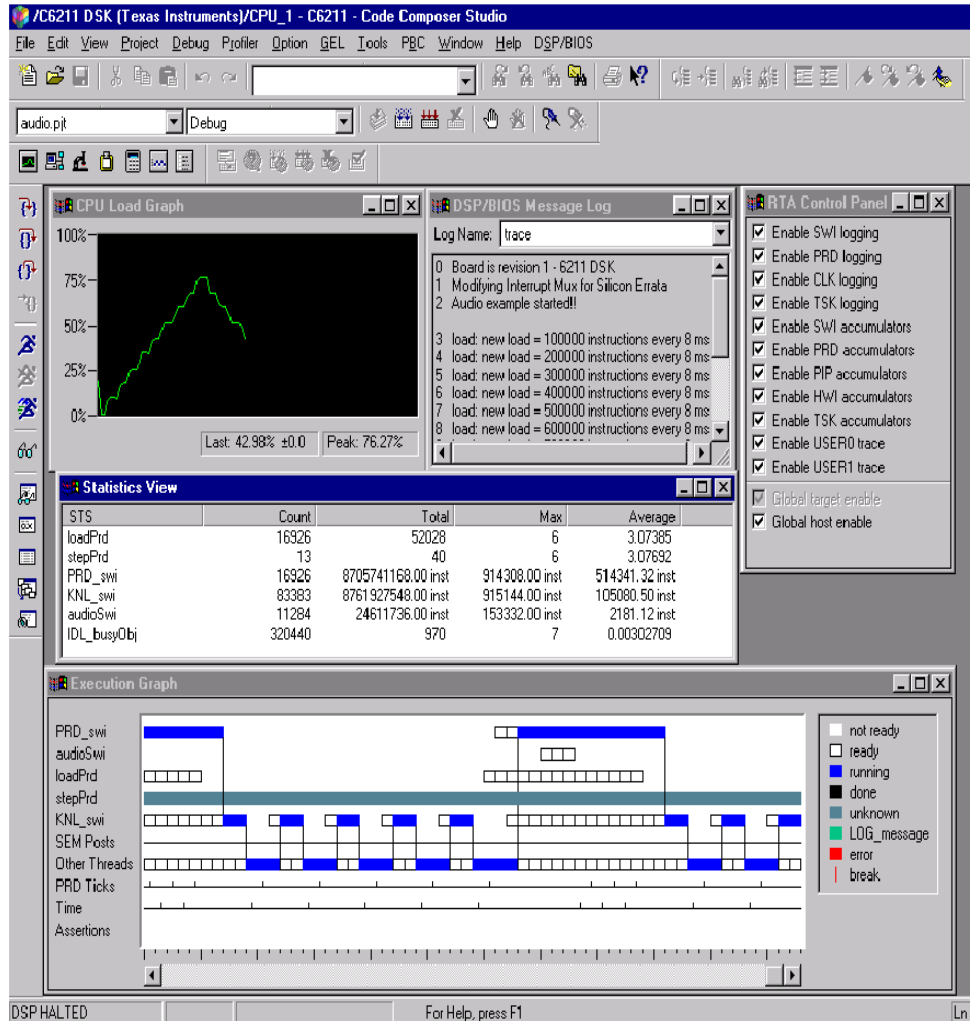 /C6211 DSK (Texas Instruments)/CPU_1 - C6211 - Code Composer Studio
File Edit View Project Debug Profiler Option GEL Tools PBC Window Help DSP/BIOS
audio.pjt Debug
CPU Load Graph
100%
75%
50%
25%
0%
Last: 42.98% ±0.0 Peak: 76.27%
DSP/BIOS Message Log
Log Name: trace
0 Board is revision 1 - 6211 DSK
1 Modifying Interrupt Mux for Silicon Errata
2 Audio example started!!
3 load: new load = 100000 instructions every 8 ms
4 load: new load = 200000 instructions every 8 ms
5 load: new load = 300000 instructions every 8 ms
6 load: new load = 400000 instructions every 8 ms
7 load: new load = 500000 instructions every 8 ms
8 load: new load = 600000 instructions every 8 ms
RTA Control Panel
Enable SWI logging
Enable PRD logging
Enable CLK logging
Enable TSK logging
Enable SWI accumulators
Enable PRD accumulators
Enable PIP accumulators
Enable HWI accumulators
Enable TSK accumulators
Enable USER0 trace
Enable USER1 trace
Global target enable
Global host enable
Statistics View
STS Count Total Max Average
loadPrd 16926 52028 6 3.07385
stepPrd 13 40 6 3.07692
PRD_swi 16926 8705741168.00 inst 914308.00 inst 514341.32 inst
KNL_swi 83383 8761927548.00 inst 915144.00 inst 105080.50 inst
audioSwi 11284 24611736.00 inst 153332.00 inst 2181.12 inst
IDL_busyObj 320440 970 7 0.00302709
Execution Graph
PRD_swi
audioSwi
loadPrd
stepPrd
KNL_swi
SEM Posts
Other Threads
PRD Ticks
Time
Assertions
not ready
ready
running
done
unknown
LOG_message
error
break.
DSP HALTED For Help, press F1 Ln